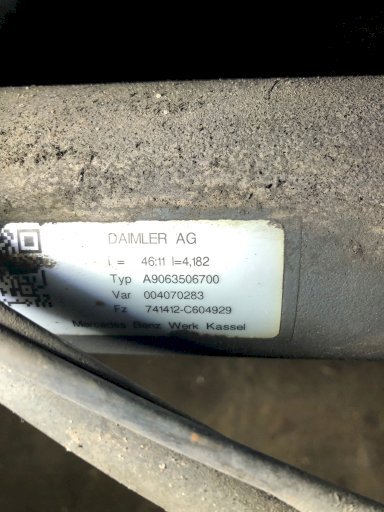 DAIMLER AG
i = 46:11 I=4,182
Typ A9063506700
Var 004070283
Fz 741412-C604929
Mercedes Benz Werk Kassel